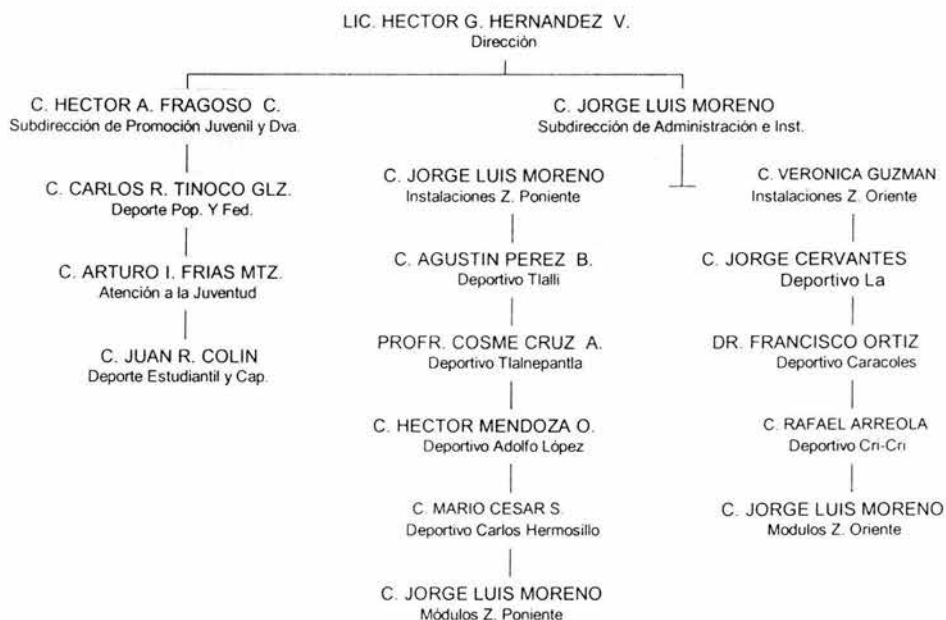 LIC. HECTOR G. HERNANDEZ V.
Dirección
C. HECTOR A. FRAGOSO C.
Subdirección de Promoción Juvenil y Dva.
C. CARLOS R. TINOCO GLZ.
Deporte Pop. Y Fed.
C. ARTURO I. FRIAS MTZ.
Atención a la Juventud
C. JUAN R. COLIN
Deporte Estudiantil y Cap.
C. JORGE LUIS MORENO
Subdirección de Administración e Inst.
C. JORGE LUIS MORENO
Instalaciones Z. Poniente
C. AGUSTIN PEREZ B.
Deportivo Tlalli
PROFR. COSME CRUZ A.
Deportivo Tlalnepantla
C. HECTOR MENDOZA O.
Deportivo Adolfo López
C. MARIO CESAR S.
Deportivo Carlos Hermosillo
C. JORGE LUIS MORENO
Módulos Z. Poniente
C. VERONICA GUZMAN
Instalaciones Z. Oriente
C. JORGE CERVANTES
Deportivo La
DR. FRANCISCO ORTIZ
Deportivo Caracoles
C. RAFAEL ARREOLA
Deportivo Cri-Cri
C. JORGE LUIS MORENO
Modulos Z. Oriente